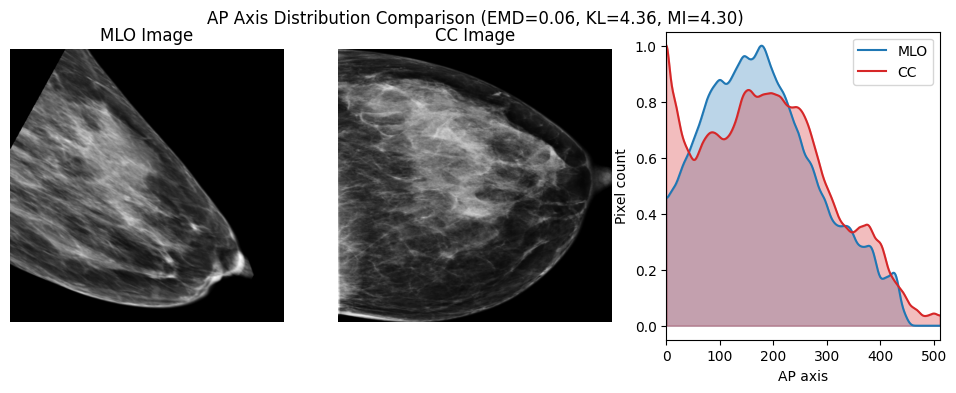 AP Axis Distribution Comparison (EMD=0.06, KL=4.36, MI=4.30)
MLO Image
CC Image
MLO
CC
Pixel count
1.0
0.8
0.6
0.4
0.2
0.0
0 100 200 300 400 500
AP axis